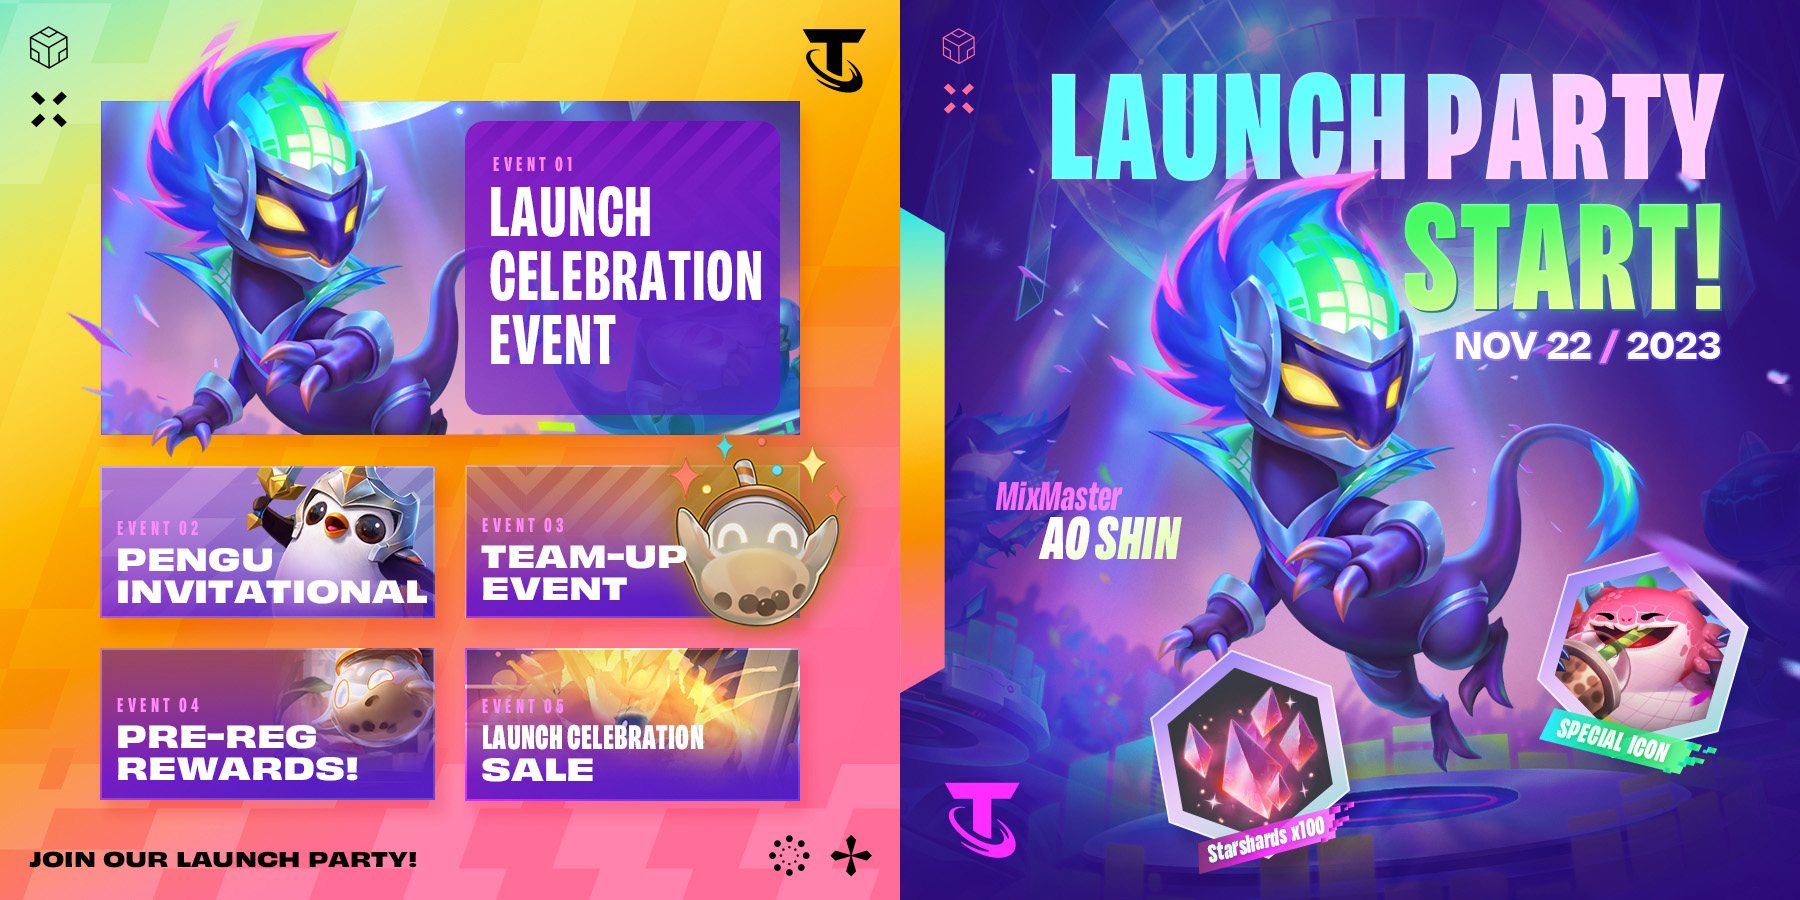 EVENT 01
LAUNCH
CELEBRATION
EVENT
EVENT 02
PENGU
INVITATIONAL
EVENT 03
TEAM-UP
EVENT
EVENT 04
PRE-REG
REWARDS!
EVENT 05
LAUNCH CELEBRATION
SALE
JOIN OUR LAUNCH PARTY!
LAUNCH PARTY
START!
NOV 22 / 2023
MixMaster
AO SHIN
SPECIAL ICON
Starshards x100